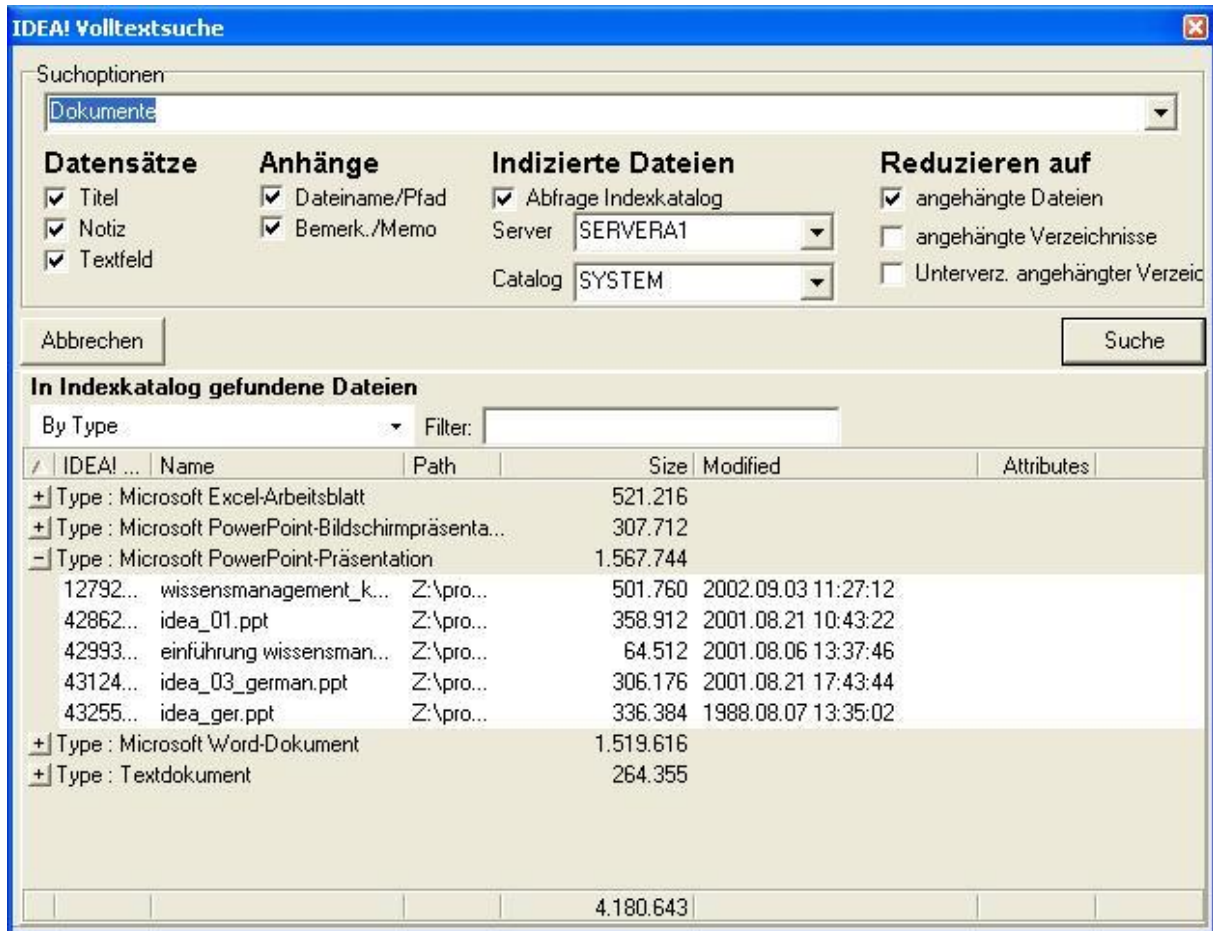 IDEA! Volltextsuche
Suchoptionen
Dokumente
Datensätze Anhänge Indizierte Dateien Reduzieren auf
Titel Dateiname/Pfad Abfrage Indexkatalog angehängte Dateien
Notiz Bemerk./Memo Server SERVERA1 angehängte Verzeichnisse
Textfeld Catalog SYSTEM Unterverz. angehängter Verzeic
Abbrechen Suche
In Indexkatalog gefundene Dateien
By Type Filter:
/ IDEA! ... Name Path Size Modified Attributes
+ Type : Microsoft Excel-Arbeitsblatt 521.216
+ Type : Microsoft PowerPoint-Bildschirmpräsenta... 307.712
- Type : Microsoft PowerPoint-Präsentation 1.567.744
12792... wissensmanagement_k... Z:\pro... 501.760 2002.09.03 11:27:12
42862... idea_01.ppt Z:\pro... 358.912 2001.08.21 10:43:22
42993... einführung wissensman... Z:\pro... 64.512 2001.08.06 13:37:46
43124... idea_03_german.ppt Z:\pro... 306.176 2001.08.21 17:43:44
43255... idea_ger.ppt Z:\pro... 336.384 1988.08.07 13:35:02
+ Type : Microsoft Word-Dokument 1.519.616
+ Type : Textdokument 264.355
4.180.643